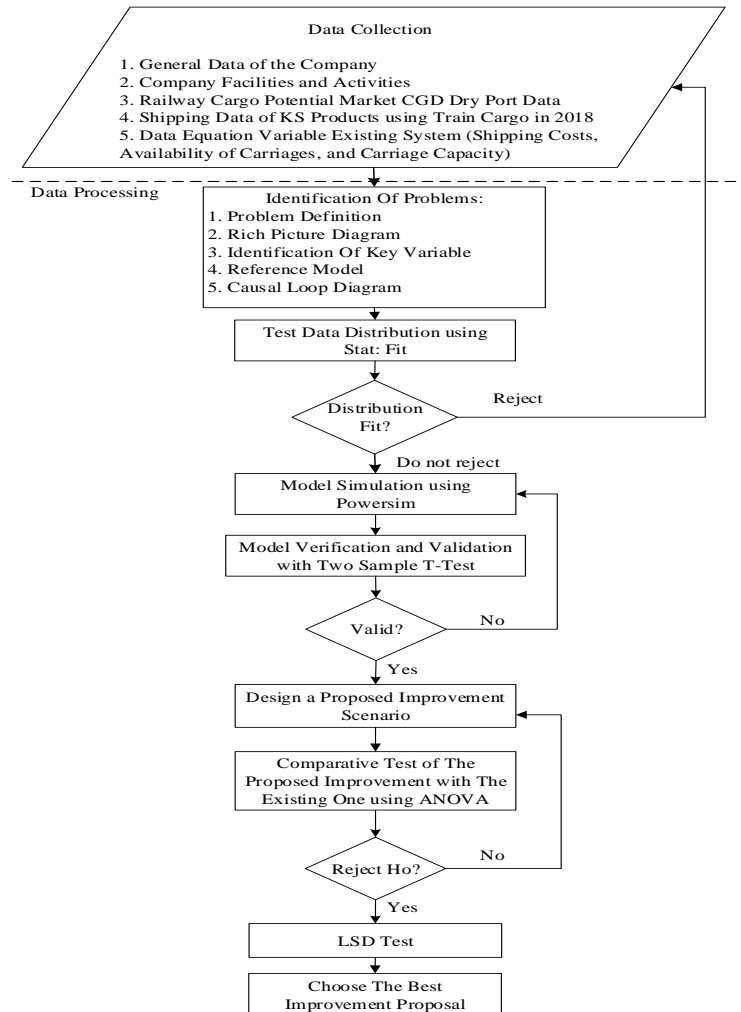 Data Collection
1. General Data of the Company
2. Company Facilities and Activities
3. Railway Cargo Potential Market CGD Dry Port Data
4. Shipping Data of KS Products using Train Cargo in 2018
5. Data Equation Variable Existing System (Shipping Costs,
Availability of Carriages, and Carriage Capacity)
Data Processing
Identification Of Problems:
1. Problem Definition
2. Rich Picture Diagram
3. Identification Of Key Variable
4. Reference Model
5. Causal Loop Diagram
Test Data Distribution using
Stat: Fit
Distribution
Fit?
Reject
Do not reject
Model Simulation using
Powersim
Model Verification and Validation
with Two Sample T-Test
Valid?
No
Yes
Design a Proposed Improvement
Scenario
Comparative Test of The
Proposed Improvement with The
Existing One using ANOVA
Reject Ho?
No
Yes
LSD Test
Choose The Best
Improvement Proposal